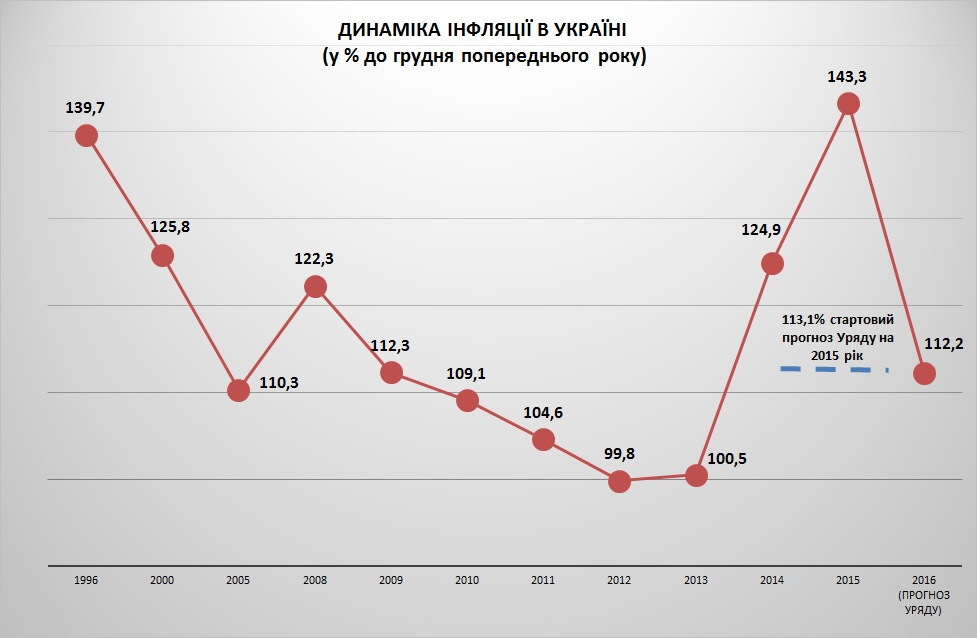 ДИНАМІКА ІНФЛЯЦІЇ В УКРАЇНІ
(у % до грудня попереднього року)
143,3
139,7
125,8
124,9
122,3
113,1% стартовий
прогноз Уряду на
2015 рік
112,3
112,2
110,3
109,1
104,6
99,8
100,5
1996 2000 2005 2008 2009 2010 2011 2012 2013 2014 2015 2016
(ПРОГНОЗ
УРЯДУ)